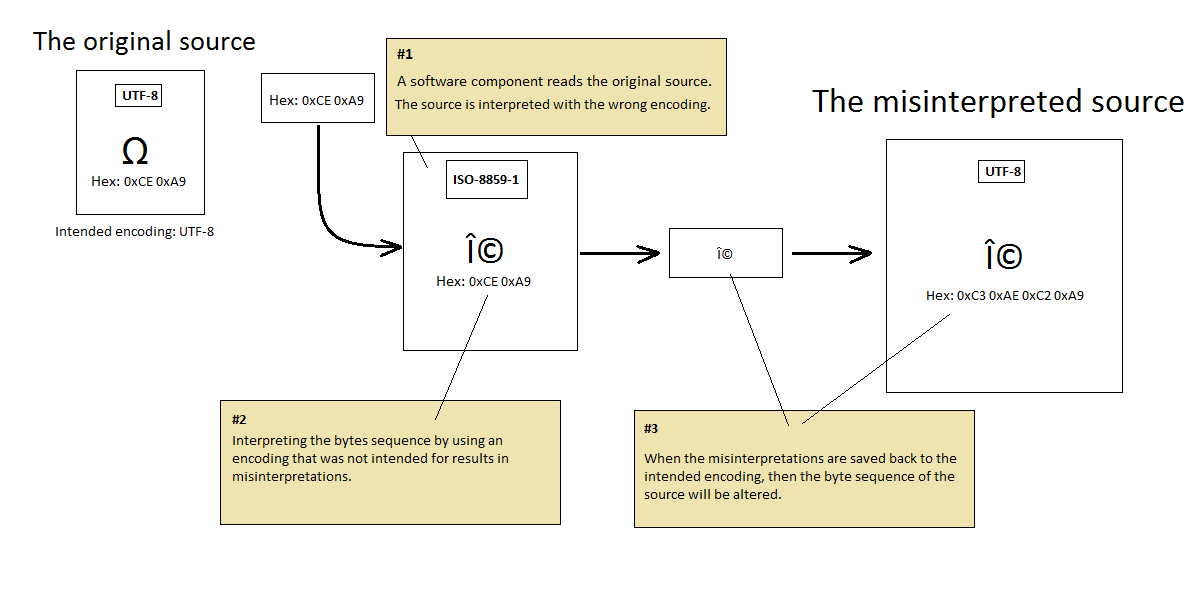 The original source
UTF-8
Ω
Hex: 0xCE 0xA9
Intended encoding: UTF-8
Hex: 0xCE 0xA9
#1
A software component reads the original source.
The source is interpreted with the wrong encoding.
ISO-8859-1
Î©
Hex: 0xCE 0xA9
Î©
The misinterpreted source
UTF-8
Î©
Hex: 0xC3 0xAE 0xC2 0xA9
#2
Interpreting the bytes sequence by using an
encoding that was not intended for results in
misinterpretations.
#3
When the misinterpretations are saved back to the
intended encoding, then the byte sequence of the
source will be altered.